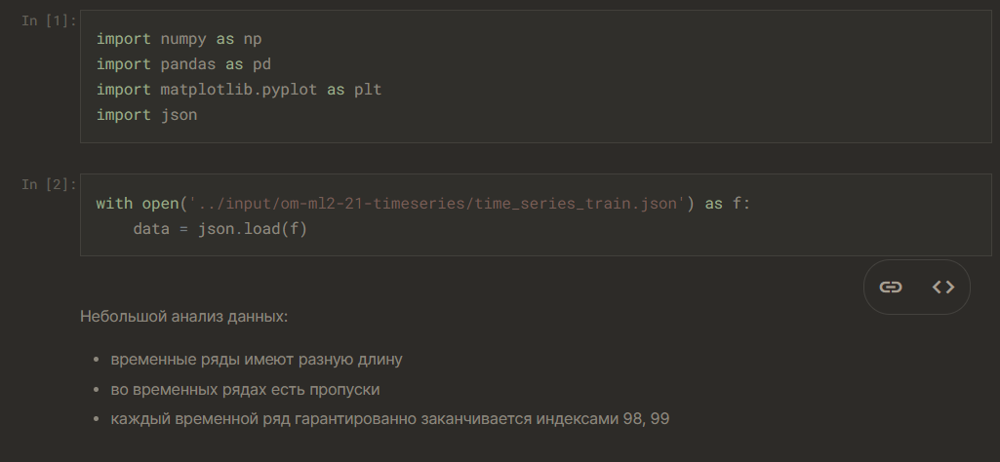 In [1]:
import numpy as np
import pandas as pd
import matplotlib.pyplot as plt
import json
In [2]:
with open('../input/om-ml2-21-timeseries/time_series_train.json') as f:
    data = json.load(f)
Небольшой анализ данных:
• временные ряды имеют разную длину
• во временных рядах есть пропуски
• каждый временной ряд гарантированно заканчивается индексами 98, 99